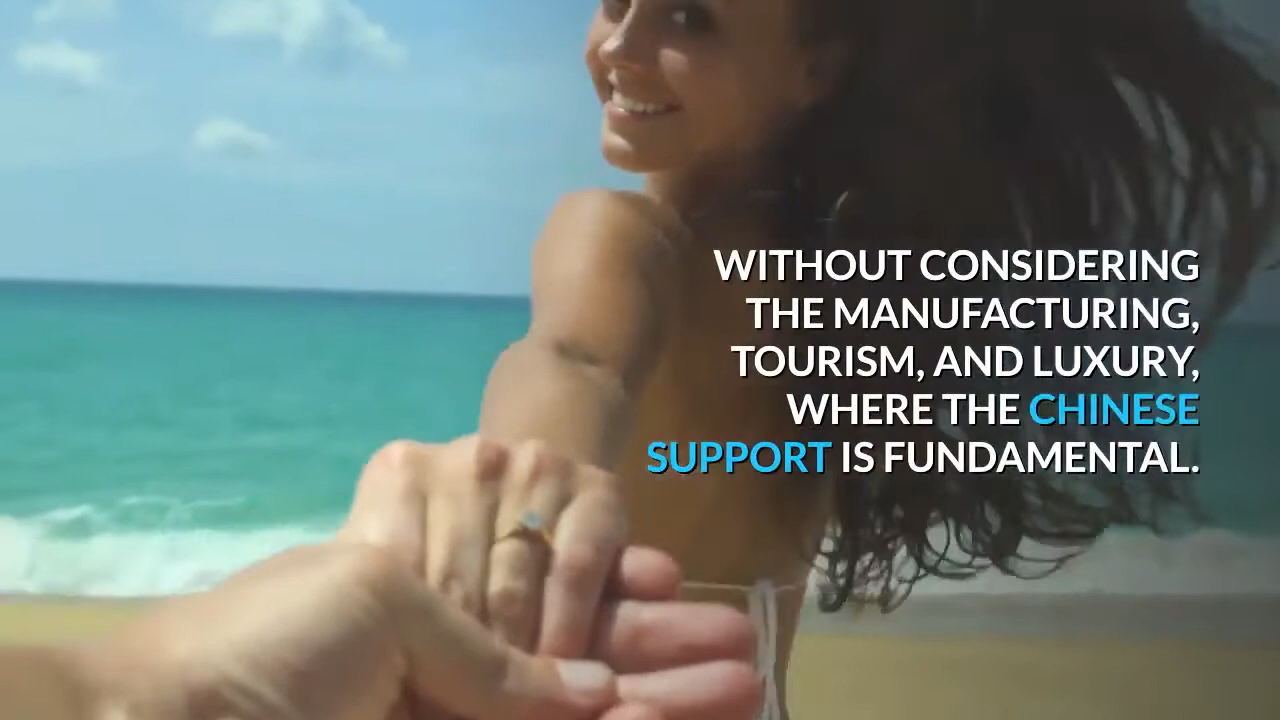 WITHOUT CONSIDERING
THE MANUFACTURING,
TOURISM, AND LUXURY,
WHERE THE CHINESE
SUPPORT IS FUNDAMENTAL.